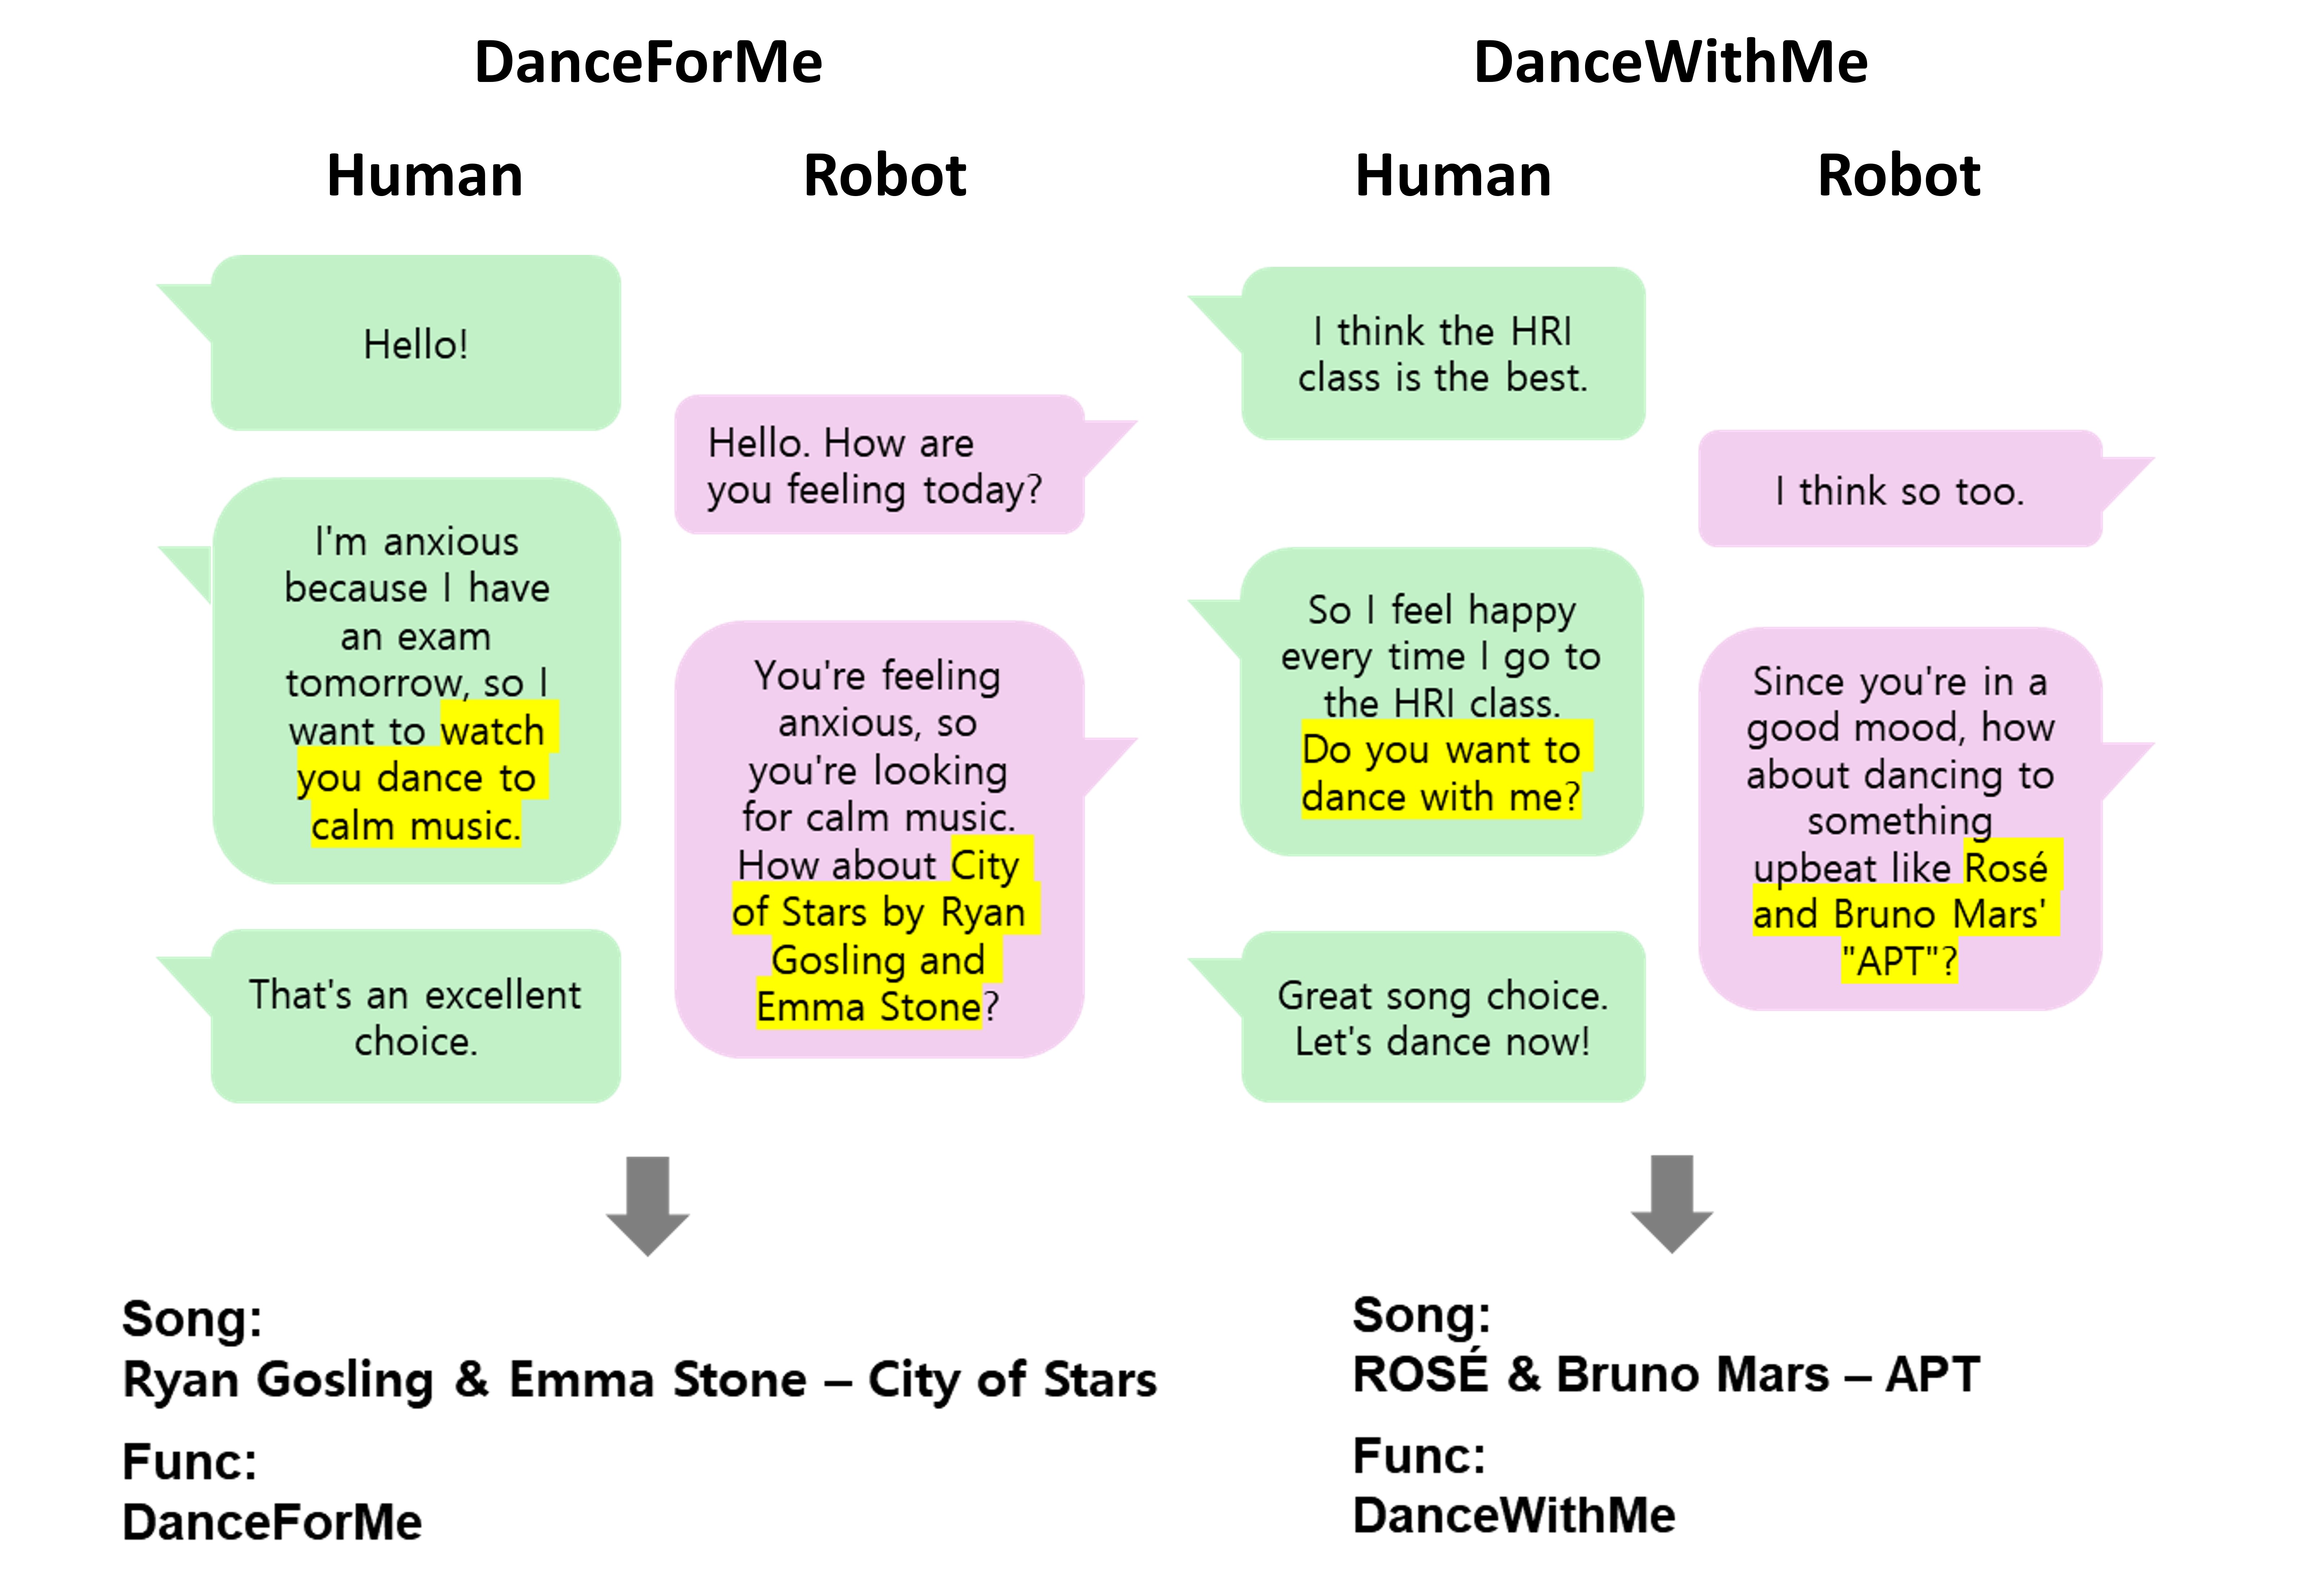 DanceForMe
Human
Robot
Hello!
Hello. How are
you feeling today?
I'm anxious
because I have
an exam
tomorrow, so I
want to watch
you dance to
calm music.
You're feeling
anxious, so
you're looking
for calm music.
How about City
of Stars by Ryan
Gosling and
Emma Stone?
That's an excellent
choice.
Song:
Ryan Gosling & Emma Stone – City of Stars
Func:
DanceForMe
DanceWithMe
Human
Robot
I think the HRI
class is the best.
I think so too.
So I feel happy
every time I go to
the HRI class.
Do you want to
dance with me?
Since you're in a
good mood, how
about dancing to
something
upbeat like Rosé
and Bruno Mars'
"APT"?
Great song choice.
Let's dance now!
Song:
ROSÉ & Bruno Mars – APT
Func:
DanceWithMe